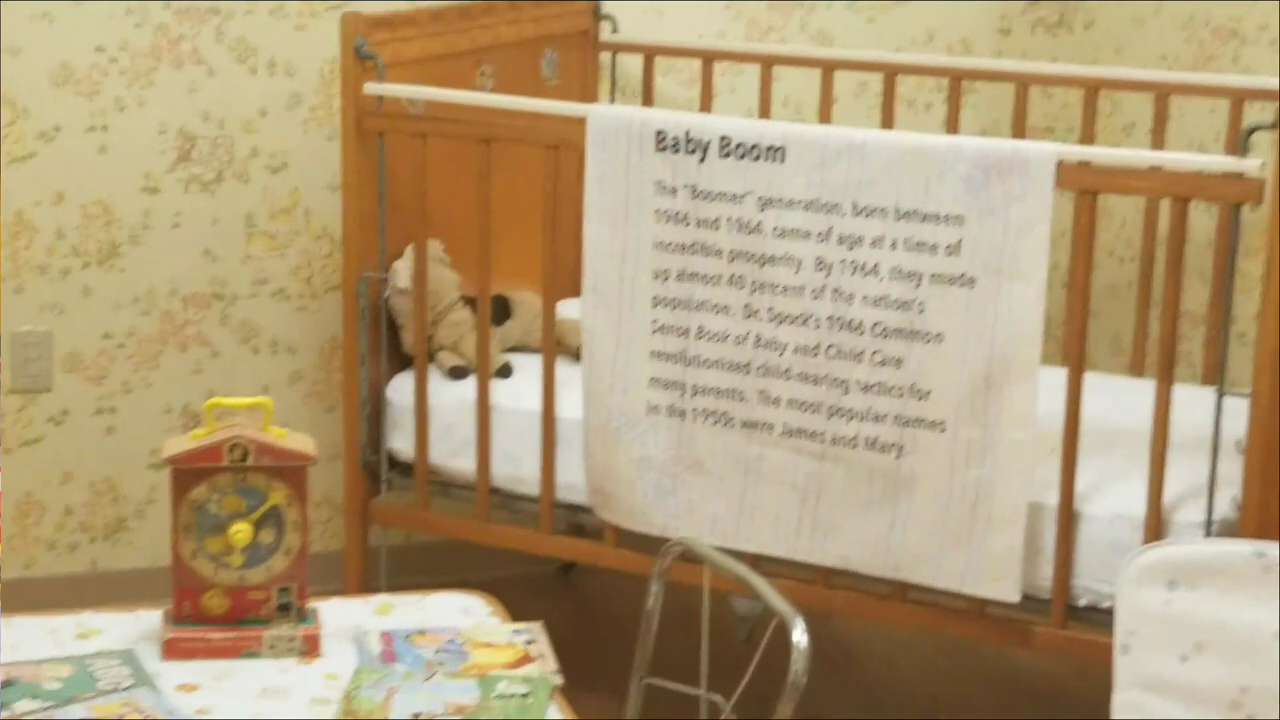 Baby Boom
The "Boomer" generation, born between
1946 and 1964, came of age at a time of
incredible prosperity. By 1964, they made
up almost 40 percent of the nation's
population. Dr. Spock's 1946 Common
Sense Book of Baby and Child Care
revolutionized child-rearing tactics for
many parents. The most popular names
in the 1950s were James and Mary.